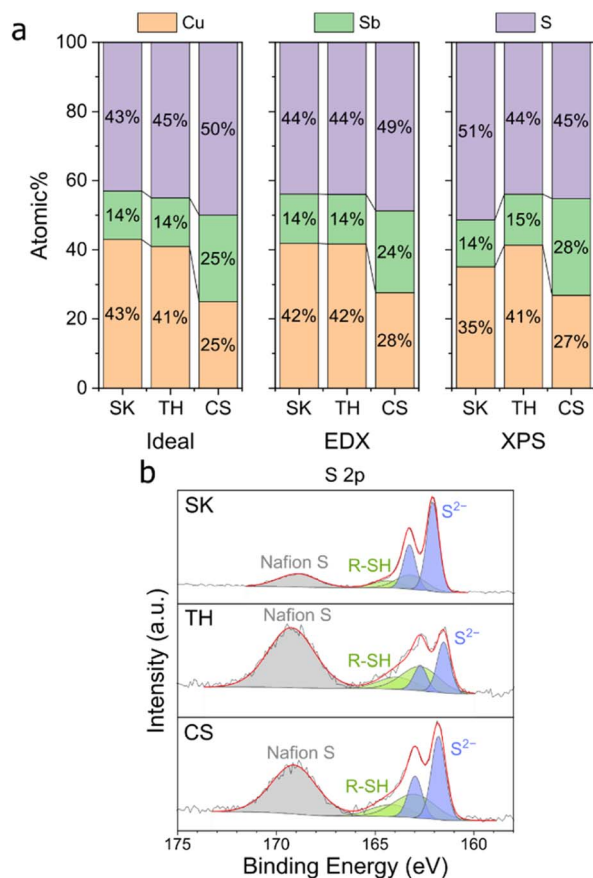 a
Cu Sb S
100
80
60
40
20
0
Atomic%
43% 45% 50%
14% 14% 25%
43% 41% 25%
SK TH CS
Ideal
44% 44% 49%
14% 14% 24%
42% 42% 28%
SK TH CS
EDX
51% 44% 45%
14% 15% 28%
35% 41% 27%
SK TH CS
XPS
b
S 2p
Intensity (a.u.)
SK
Nafion S R-SH S²⁻
TH
Nafion S R-SH S²⁻
CS
Nafion S R-SH S²⁻
175 170 165 160
Binding Energy (eV)